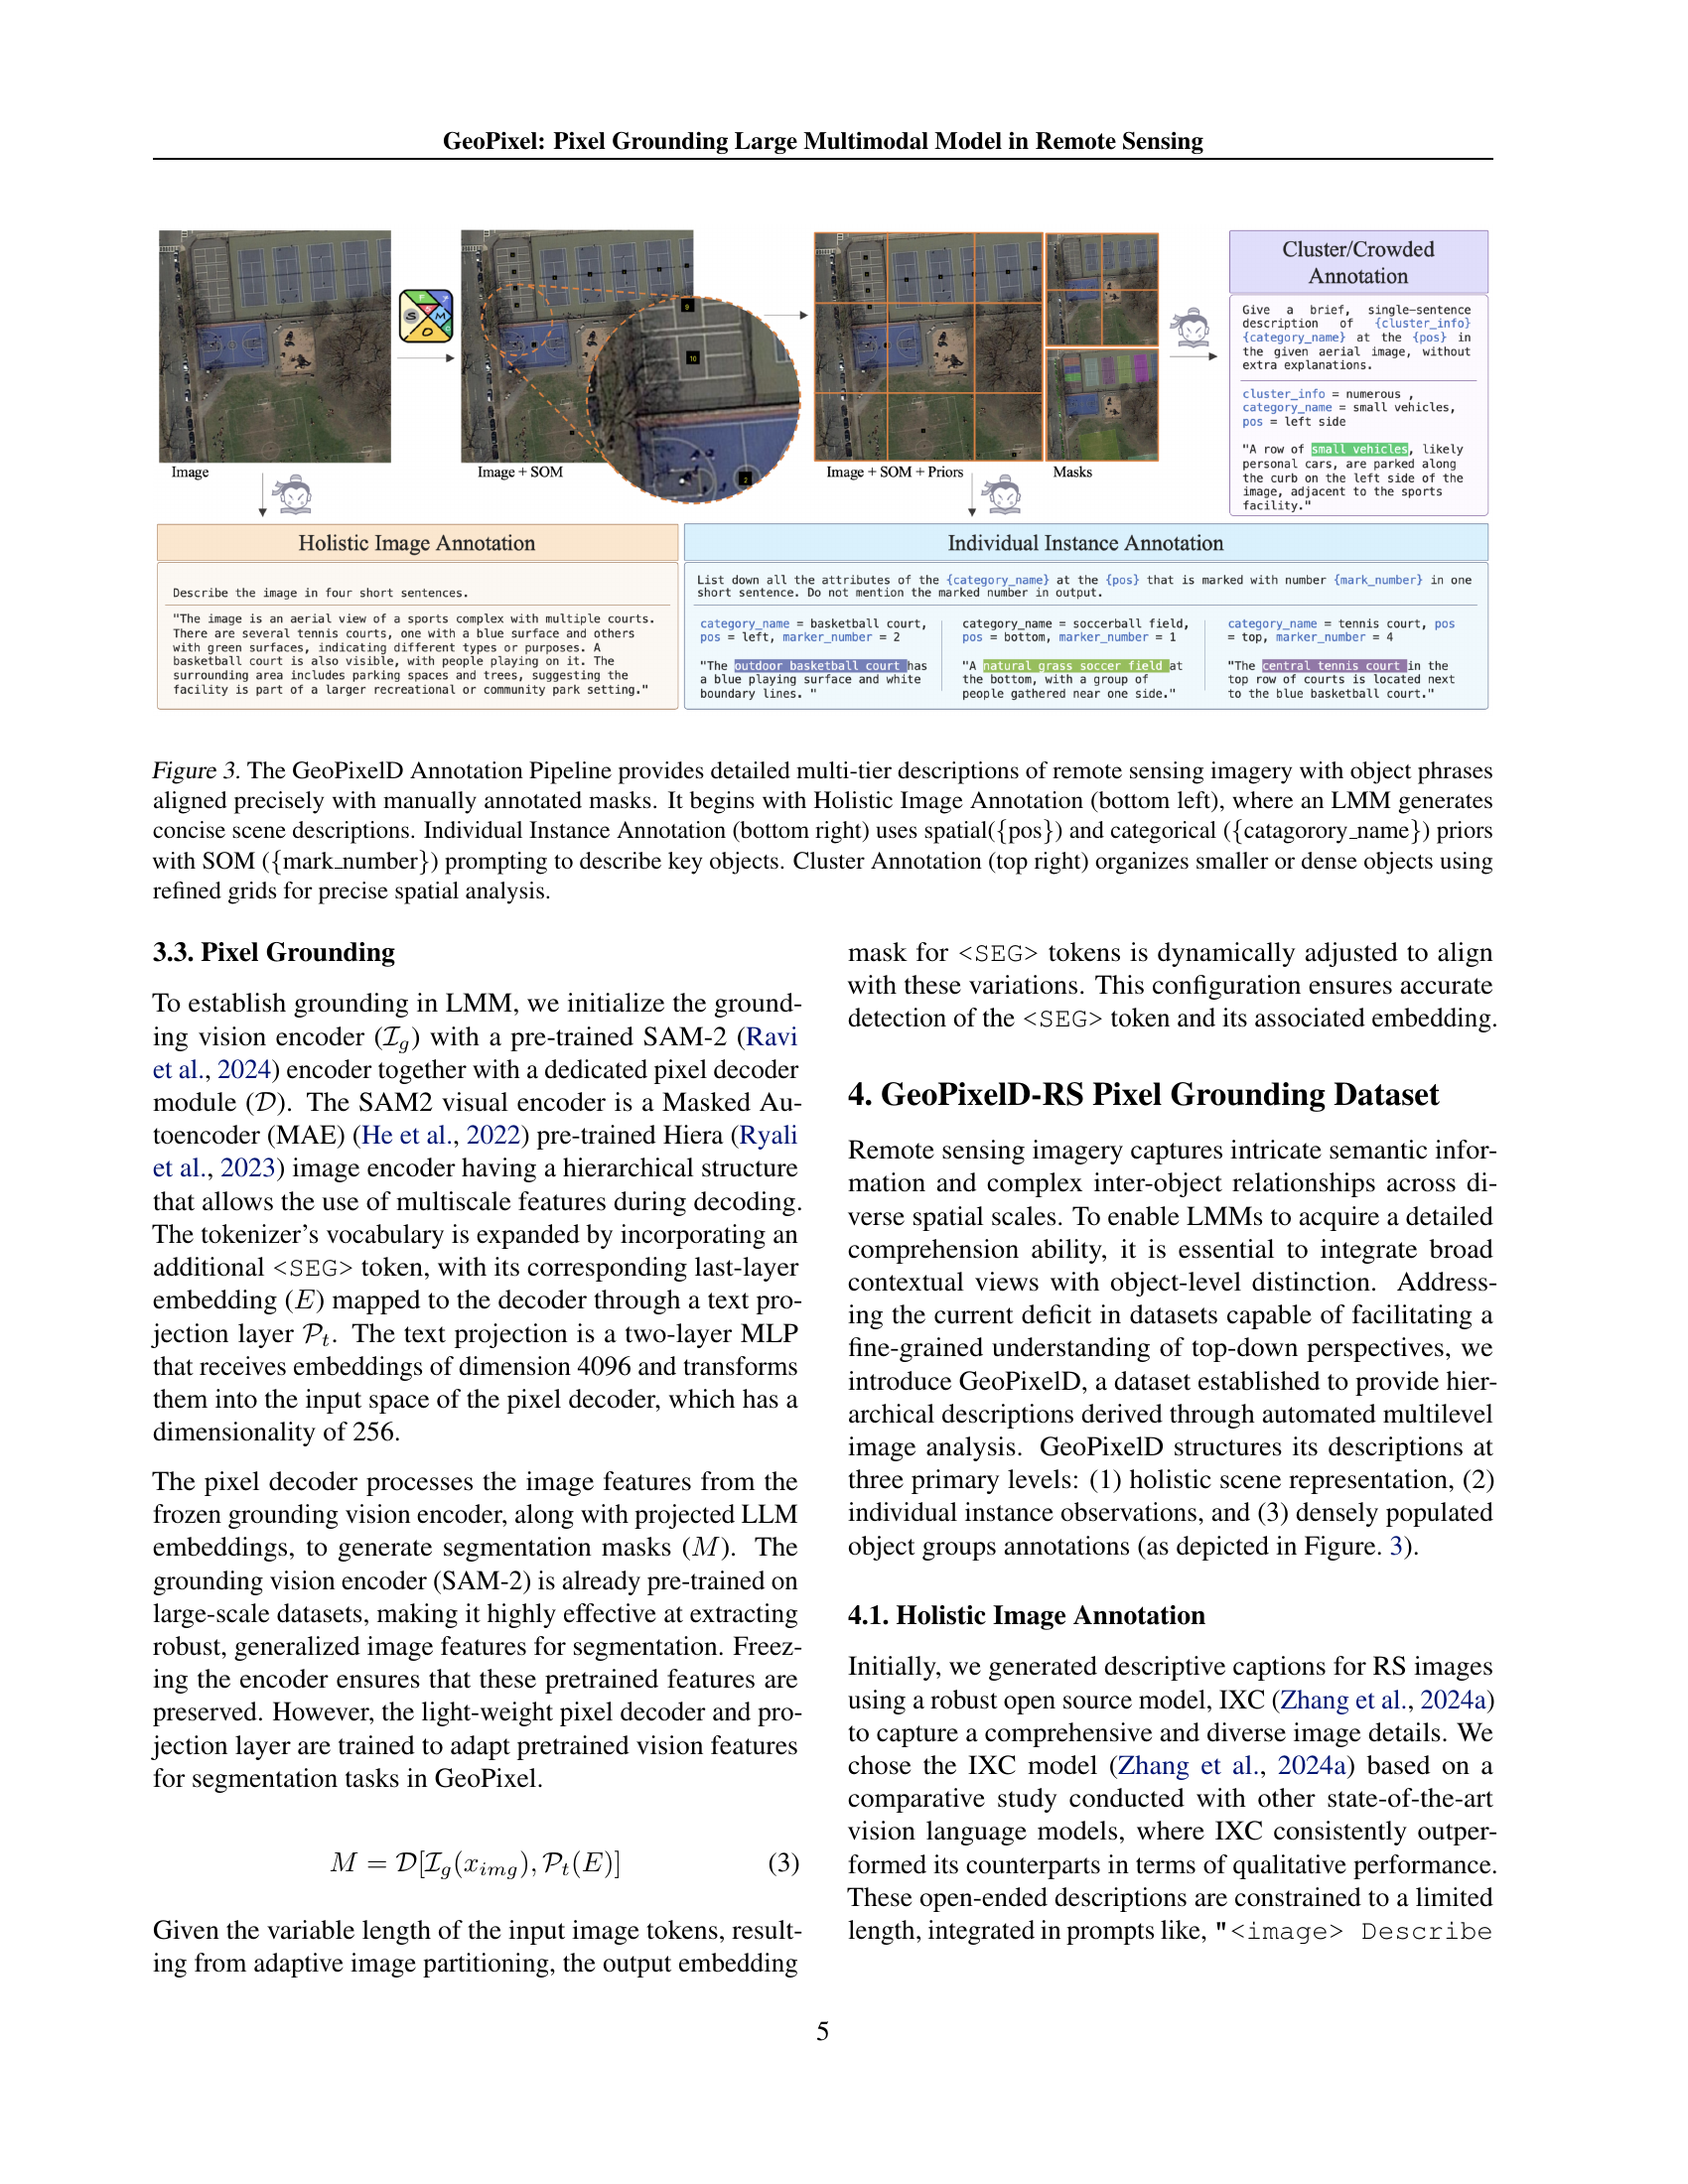 GeoPixel: Pixel Grounding Large Multimodal Model in Remote Sensing
Image
Image + SOM
9
10
2
Image + SOM + Priors
Masks
Cluster/Crowded
Annotation
Give a brief, single-sentence
description of {cluster_info}
{category_name} at the {pos} in
the given aerial image, without
extra explanations.
cluster_info = numerous ,
category_name = small vehicles,
pos = left side
"A row of small vehicles, likely
personal cars, are parked along
the curb on the left side of the
image, adjacent to the sports
facility."
Holistic Image Annotation
Describe the image in four short sentences.
"The image is an aerial view of a sports complex with multiple courts.
There are several tennis courts, one with a blue surface and others
with green surfaces, indicating different types or purposes. A
basketball court is also visible, with people playing on it. The
surrounding area includes parking spaces and trees, suggesting the
facility is part of a larger recreational or community park setting."
Individual Instance Annotation
List down all the attributes of the {category_name} at the {pos} that is marked with number {mark_number} in one
short sentence. Do not mention the marked number in output.
category_name = basketball court,
pos = left, marker_number = 2
"The outdoor basketball court has
a blue playing surface and white
boundary lines. "
category_name = soccerball field,
pos = bottom, marker_number = 1
"A natural grass soccer field at
the bottom, with a group of
people gathered near one side."
category_name = tennis court, pos
= top, marker_number = 4
"The central tennis court in the
top row of courts is located next
to the blue basketball court."
Figure 3. The GeoPixelD Annotation Pipeline provides detailed multi-tier descriptions of remote sensing imagery with object phrases
aligned precisely with manually annotated masks. It begins with Holistic Image Annotation (bottom left), where an LMM generates
concise scene descriptions. Individual Instance Annotation (bottom right) uses spatial({pos}) and categorical ({catagorory_name}) priors
with SOM ({mark_number}) prompting to describe key objects. Cluster Annotation (top right) organizes smaller or dense objects using
refined grids for precise spatial analysis.
3.3. Pixel Grounding
To establish grounding in LMM, we initialize the ground-
ing vision encoder (ℐg) with a pre-trained SAM-2 (Ravi
et al., 2024) encoder together with a dedicated pixel decoder
module (𝒟). The SAM2 visual encoder is a Masked Au-
toencoder (MAE) (He et al., 2022) pre-trained Hiera (Ryali
et al., 2023) image encoder having a hierarchical structure
that allows the use of multiscale features during decoding.
The tokenizer's vocabulary is expanded by incorporating an
additional <SEG> token, with its corresponding last-layer
embedding (E) mapped to the decoder through a text pro-
jection layer 𝒫t. The text projection is a two-layer MLP
that receives embeddings of dimension 4096 and transforms
them into the input space of the pixel decoder, which has a
dimensionality of 256.
The pixel decoder processes the image features from the
frozen grounding vision encoder, along with projected LLM
embeddings, to generate segmentation masks (M). The
grounding vision encoder (SAM-2) is already pre-trained on
large-scale datasets, making it highly effective at extracting
robust, generalized image features for segmentation. Freez-
ing the encoder ensures that these pretrained features are
preserved. However, the light-weight pixel decoder and pro-
jection layer are trained to adapt pretrained vision features
for segmentation tasks in GeoPixel.
M = 𝒟[ℐg(ximg), 𝒫t(E)] (3)
Given the variable length of the input image tokens, result-
ing from adaptive image partitioning, the output embedding
mask for <SEG> tokens is dynamically adjusted to align
with these variations. This configuration ensures accurate
detection of the <SEG> token and its associated embedding.
4. GeoPixelD-RS Pixel Grounding Dataset
Remote sensing imagery captures intricate semantic infor-
mation and complex inter-object relationships across di-
verse spatial scales. To enable LMMs to acquire a detailed
comprehension ability, it is essential to integrate broad
contextual views with object-level distinction. Address-
ing the current deficit in datasets capable of facilitating a
fine-grained understanding of top-down perspectives, we
introduce GeoPixelD, a dataset established to provide hier-
archical descriptions derived through automated multilevel
image analysis. GeoPixelD structures its descriptions at
three primary levels: (1) holistic scene representation, (2)
individual instance observations, and (3) densely populated
object groups annotations (as depicted in Figure. 3).
4.1. Holistic Image Annotation
Initially, we generated descriptive captions for RS images
using a robust open source model, IXC (Zhang et al., 2024a)
to capture a comprehensive and diverse image details. We
chose the IXC model (Zhang et al., 2024a) based on a
comparative study conducted with other state-of-the-art
vision language models, where IXC consistently outper-
formed its counterparts in terms of qualitative performance.
These open-ended descriptions are constrained to a limited
length, integrated in prompts like, "<image> Describe
5